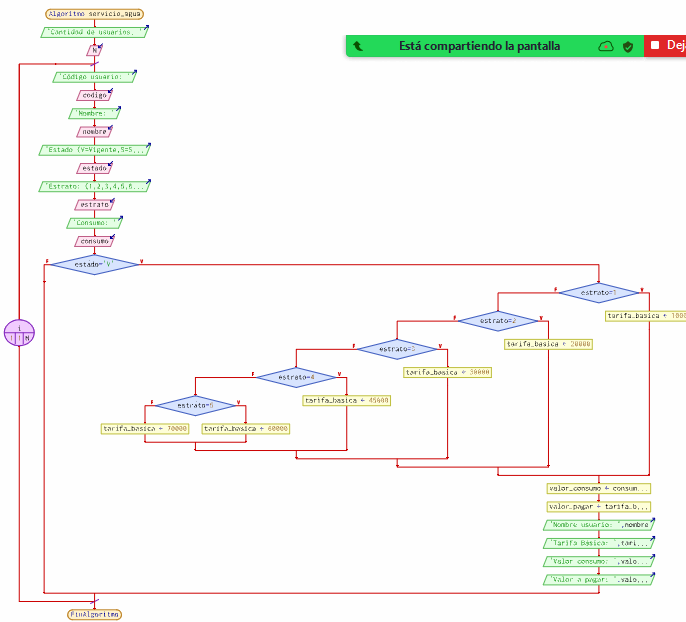 Algoritmo servicio_agua
'Cantidad de usuarios. '
N
'Código usuario: '
codigo
'Nombre: '
nombre
'Estado (V=Vigente,S=S,..
estado
'Estrato: (1,2,3,4,5,6...
estrato
'Consumo: '
consumo
estado='V'
F
V
estrato=1
F
V
tarifa_basica ←
estrato=2
F
V
tarifa_basica ← 20000
estrato=3
F
V
tarifa_basica ← 30000
estrato=4
F
V
tarifa_basica ← 45000
estrato=5
F
V
tarifa_basica ← 70000
tarifa_basica ← 60000
i
1
1
N
valor_consumo ← consum...
valor_pagar ← tarifa_b...
'Nombre usuario: ',nombre
'Tarifa Básica: ',tari...
'Valor consumo: ',valo...
'Valor a pagar: ',valo...
FinAlgoritmo
Está compartiendo la pantalla
Dej